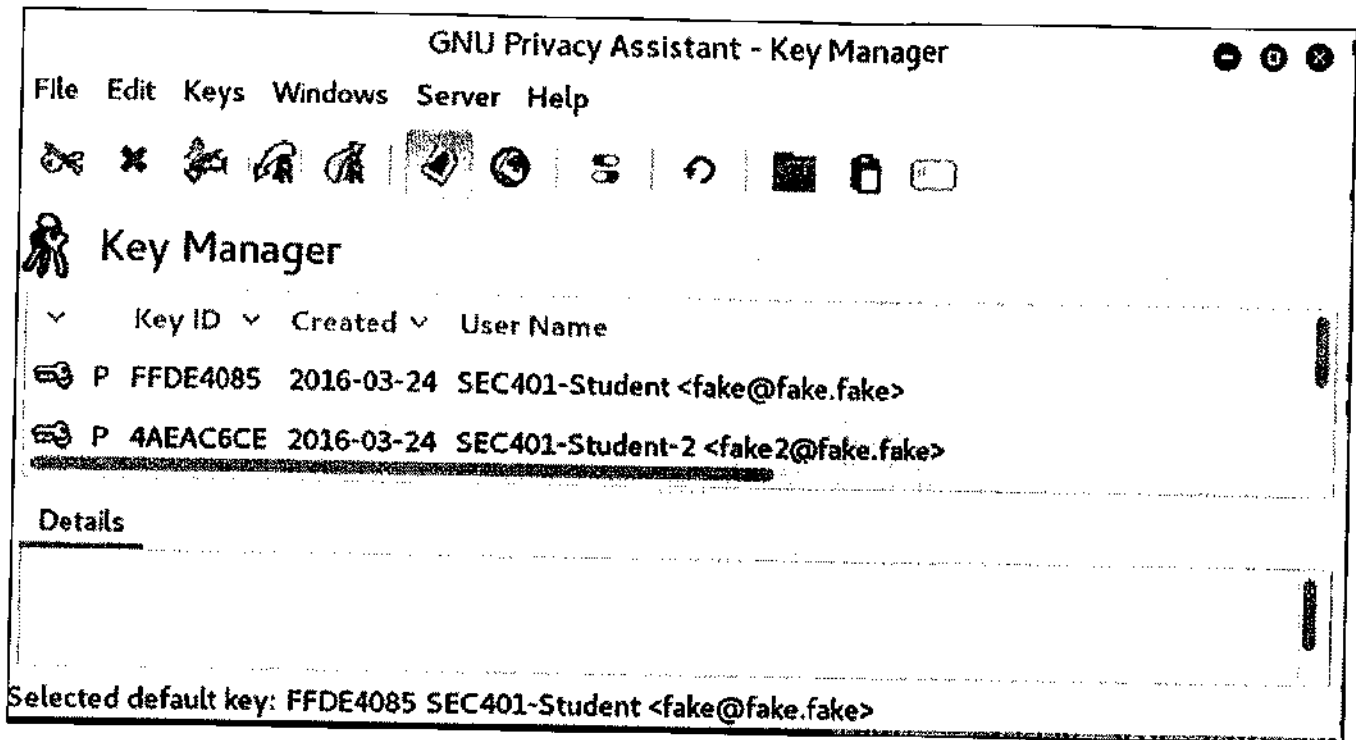 GNU Privacy Assistant - Key Manager
File Edit Keys Windows Server Help
Key Manager
Key ID Created User Name
P FFDE4085 2016-03-24 SEC401-Student <fake@fake.fake>
P 4AEAC6CE 2016-03-24 SEC401-Student-2 <fake2@fake.fake>
Details
Selected default key: FFDE4085 SEC401-Student <fake@fake.fake>